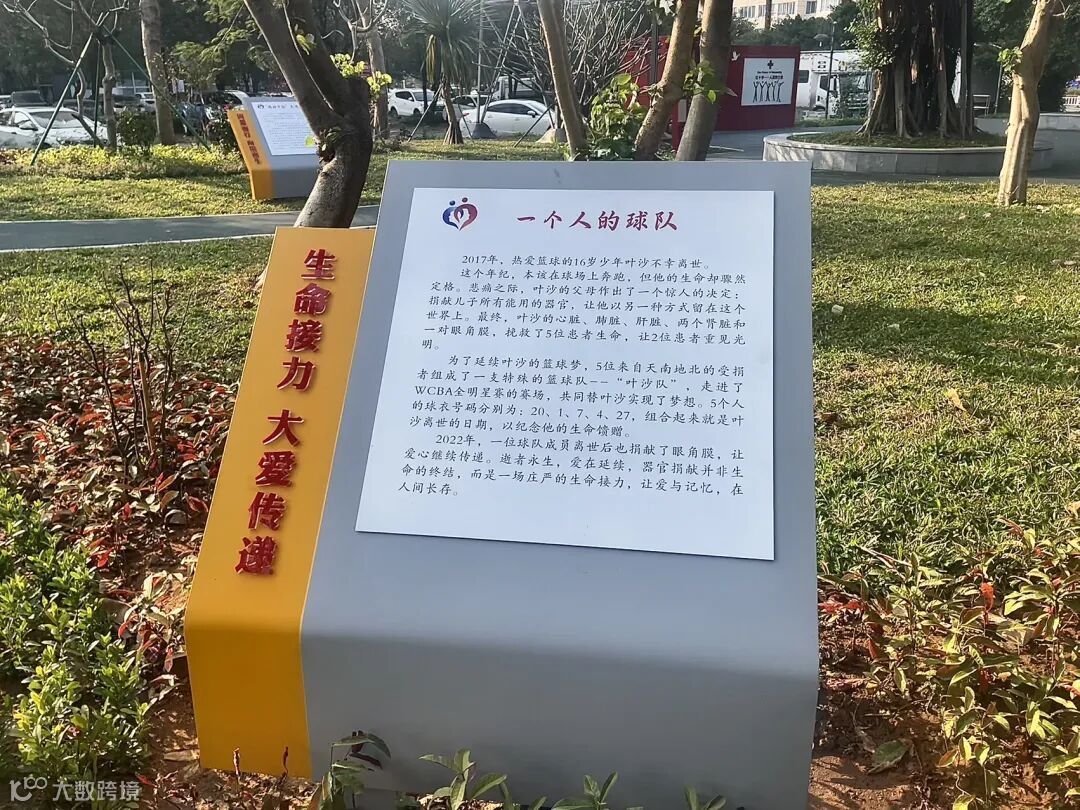 一个人的球队
2017年，热爱篮球的16岁少年叶沙不幸离世。
这个年纪，本该在球场上奔跑，但他的生命却骤然
定格。悲痛之际，叶沙的父母作出了一个惊人的决定：
捐献儿子所有能用的器官，让他以另一种方式留在这个
世界上。最终，叶沙的心脏、肺脏、肝脏、两个肾脏和
一对眼角膜，挽救了5位患者生命，让2位患者重见光
明。
为了延续叶沙的篮球梦，5位来自天南地北的受捐
者组成了一支特殊的篮球队--“叶沙队”，走进了
WCBA全明星赛的赛场，共同替叶沙实现了梦想。5个人
的球衣号码分别为：20、1、7、4、27，组合起来就是叶
沙离世的日期，以纪念他的生命馈赠。
2022年，一位球队成员离世后也捐献了眼角膜，让
爱心继续传递。逝者永生，爱在延续，器官捐献并非生
命的终结，而是一场庄严的生命接力，让爱与记忆，在
人间长存。
生命接力 大爱传递
大数跨境